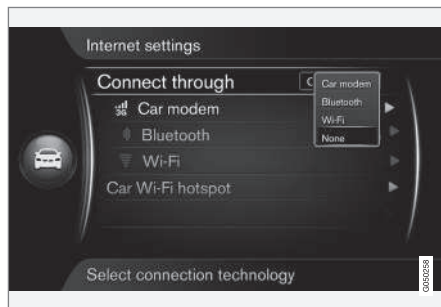 Internet settings
Connect through
Car modem
Bluetooth
Wi-Fi
None
3G Car modem
Bluetooth
Wi-Fi
Car Wi-Fi hotspot
Select connection technology
G050258